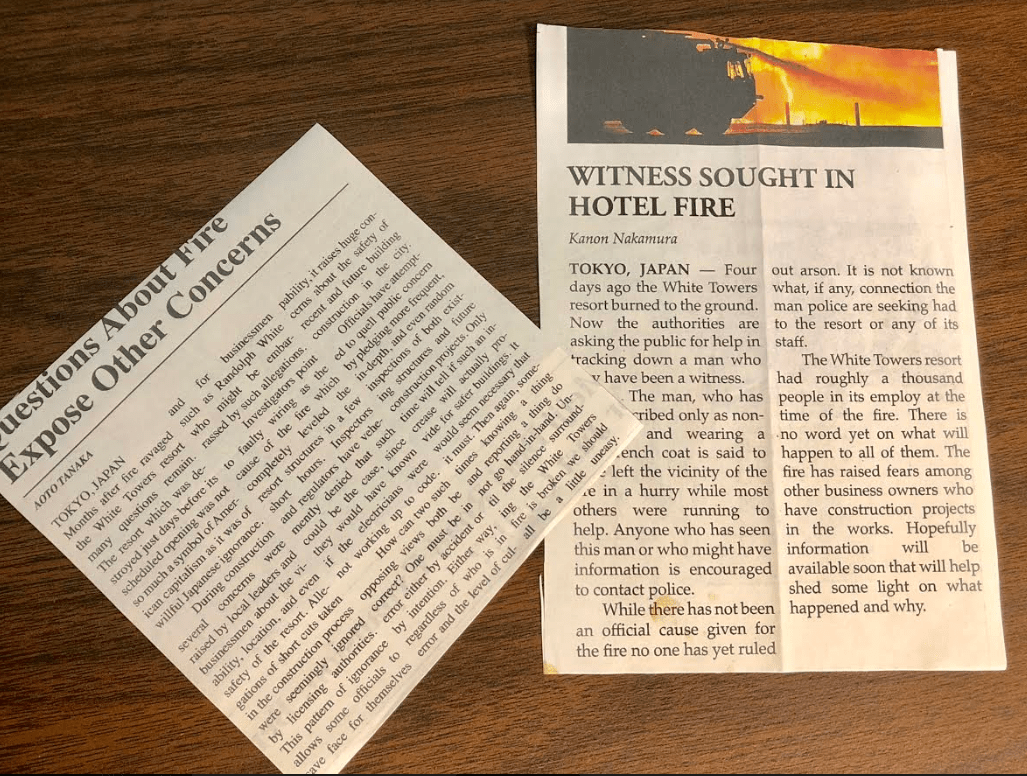 uestions About Fire
Expose Other Concerns
AOTO TANAKA
TOKYO, JAPAN
Months after fire ravaged
the White Towers resort,
many questions remain.
The resort, which was de-
stroyed just days before its
scheduled opening was not
so much a symbol of Amer-
ican capitalism as it was of
willful Japanese ignorance.
During construction
several concerns were
raised by local leaders and
businessmen about the vi-
ability, location, and even
safety of the resort. Alle-
gations of short cuts taken
in the construction process
were seemingly ignored
by licensing authorities.
This pattern of ignorance
allows some officials to
ave face for themselves
and for businessmen
such as Randolph White
might be embar-
rassed by such allegations.
Investigators point
to faulty wiring as the
cause of the fire which
completely leveled the
resort structures in a few
short hours. Inspectors
and regulators have vehe-
mently denied that such
could be the case since
they would have known
if the electricians were
not working up to code.
How can two such
opposing views both be
correct? One must be in
error either by accident or
by intention. Either way,
regardless of who is in
error and the level of cul-
pability, it raises huge con-
cerns about the safety of
recent and future building
construction in the city.
Officials have attempt-
ed to quell public concern
by pledging more frequent,
-depth, and even random
inspections of both exist-
ing structures and future
construction projects. Only
time will tell if such an in-
crease will actually pro-
vide for safer buildings. It
would seem necessary that
it must. Then again, some-
times knowing a thing
and reporting a thing do
not go hand-in-hand. Un-
til the silence surround-
ing the White Towers
fire is broken, we should
be a little uneasy.
WITNESS SOUGHT IN
HOTEL FIRE
Kanon Nakamura
TOKYO, JAPAN — Four
days ago the White Towers
resort burned to the ground.
Now the authorities are
asking the public for help in
tracking down a man who
y have been a witness.
The man, who has
cribed only as non-
and wearing a
ench coat is said to
left the vicinity of the
e in a hurry while most
others were running to
help. Anyone who has seen
this man or who might have
information is encouraged
to contact police.
While there has not been
an official cause given for
the fire no one has yet ruled
out arson. It is not known
what, if any, connection the
man police are seeking had
to the resort or any of its
staff.
The White Towers resort
had roughly a thousand
people in its employ at the
time of the fire. There is
no word yet on what will
happen to all of them. The
fire has raised fears among
other business owners who
have construction projects
in the works. Hopefully
information will be
available soon that will help
shed some light on what
happened and why.